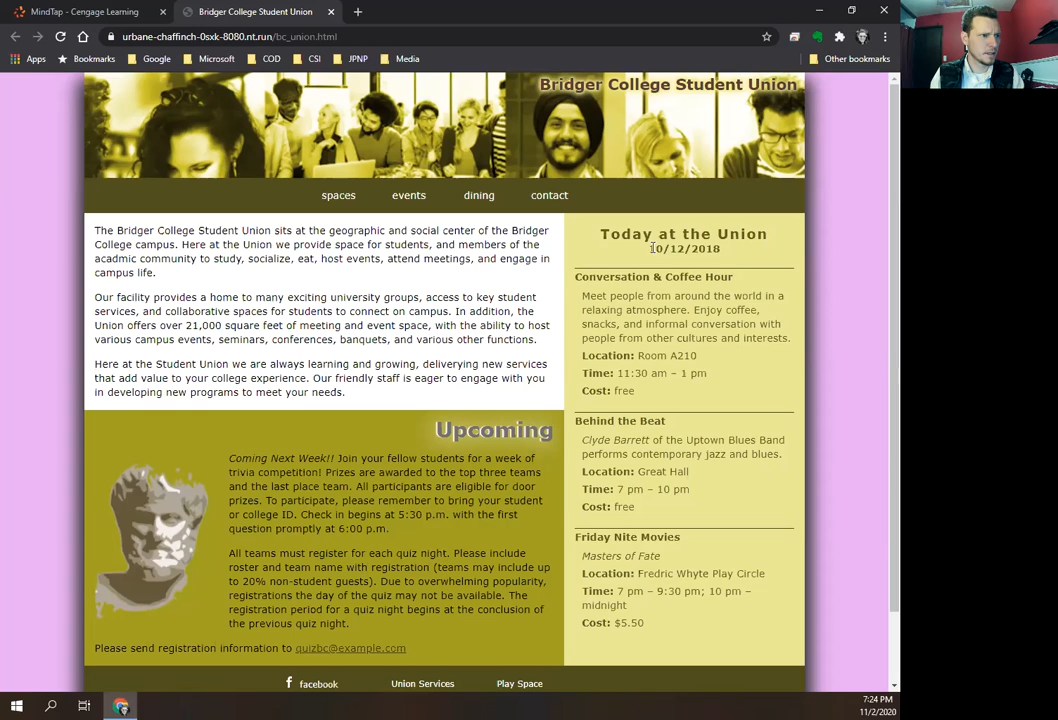 MindTap - Cengage Learning
Bridger College Student Union
urbane-chaffinch-0sxk-8080.nt.run/bc_union.html
Apps
Bookmarks
Google
Microsoft
COD
CSI
JPNP
Media
Other bookmarks
Bridger College Student Union
spaces events dining contact
The Bridger College Student Union sits at the geographic and social center of the Bridger
College campus. Here at the Union we provide space for students, and members of the
acadmic community to study, socialize, eat, host events, attend meetings, and engage in
campus life.
Our facility provides a home to many exciting university groups, access to key student
services, and collaborative spaces for students to connect on campus. In addition, the
Union offers over 21,000 square feet of meeting and event space, with the ability to host
various campus events, seminars, conferences, banquets, and various other functions.
Here at the Student Union we are always learning and growing, deliverying new services
that add value to your college experience. Our friendly staff is eager to engage with you
in developing new programs to meet your needs.
Upcoming
Coming Next Week!! Join your fellow students for a week of
trivia competition! Prizes are awarded to the top three teams
and the last place team. All participants are eligible for door
prizes. To participate, please remember to bring your student
or college ID. Check in begins at 5:30 p.m. with the first
question promptly at 6:00 p.m.
All teams must register for each quiz night. Please include
roster and team name with registration (teams may include up
to 20% non-student guests). Due to overwhelming popularity,
registrations the day of the quiz may not be available. The
registration period for a quiz night begins at the conclusion of
the previous quiz night.
Please send registration information to quizbc@example.com
Today at the Union
10/12/2018
Conversation & Coffee Hour
Meet people from around the world in a
relaxing atmosphere. Enjoy coffee,
snacks, and informal conversation with
people from other cultures and interests.
Location: Room A210
Time: 11:30 am – 1 pm
Cost: free
Behind the Beat
Clyde Barrett of the Uptown Blues Band
performs contemporary jazz and blues.
Location: Great Hall
Time: 7 pm – 10 pm
Cost: free
Friday Nite Movies
Masters of Fate
Location: Fredric Whyte Play Circle
Time: 7 pm – 9:30 pm; 10 pm –
midnight
Cost: $5.50
facebook Union Services Play Space
7:24 PM
11/2/2020